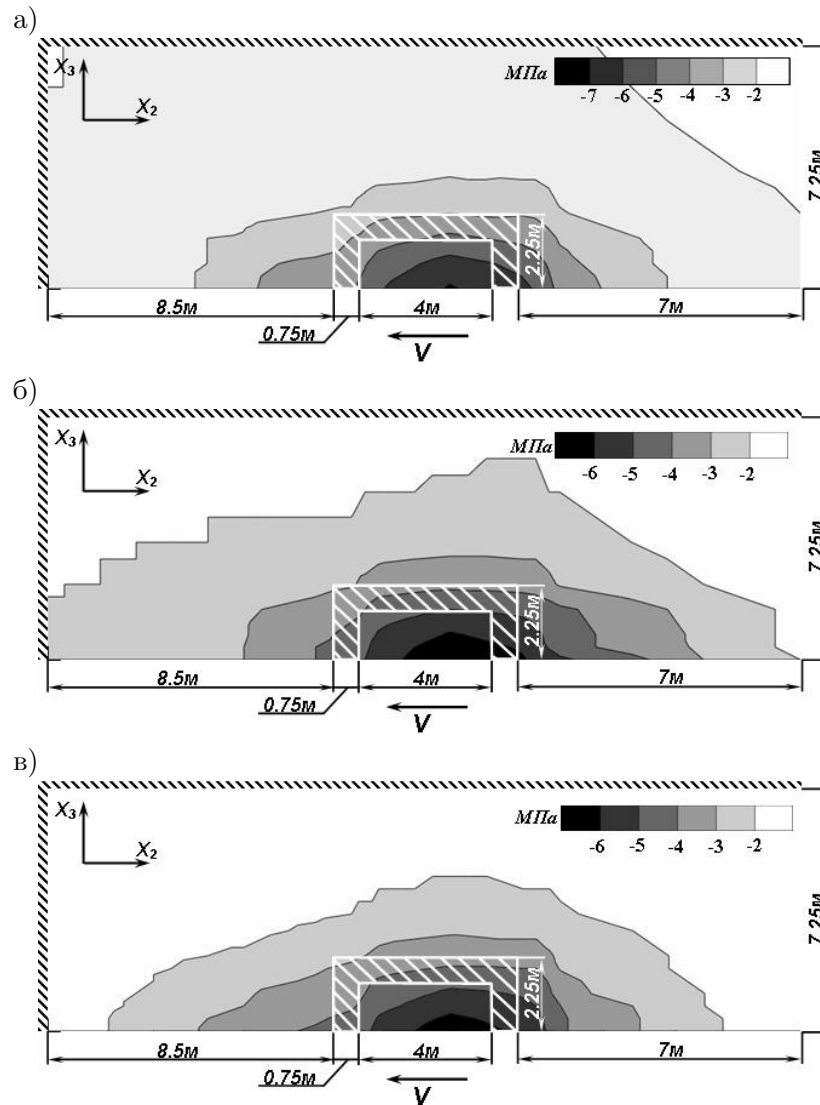 а)
X₃
X₂
МПа
-7 -6 -5 -4 -3 -2
7.25м
2.25м
8.5м
4м
7м
0.75м
V
б)
X₃
X₂
МПа
-6 -5 -4 -3 -2
7.25м
2.25м
8.5м
4м
7м
0.75м
V
в)
X₃
X₂
МПа
-6 -5 -4 -3 -2
7.25м
2.25м
8.5м
4м
7м
0.75м
V